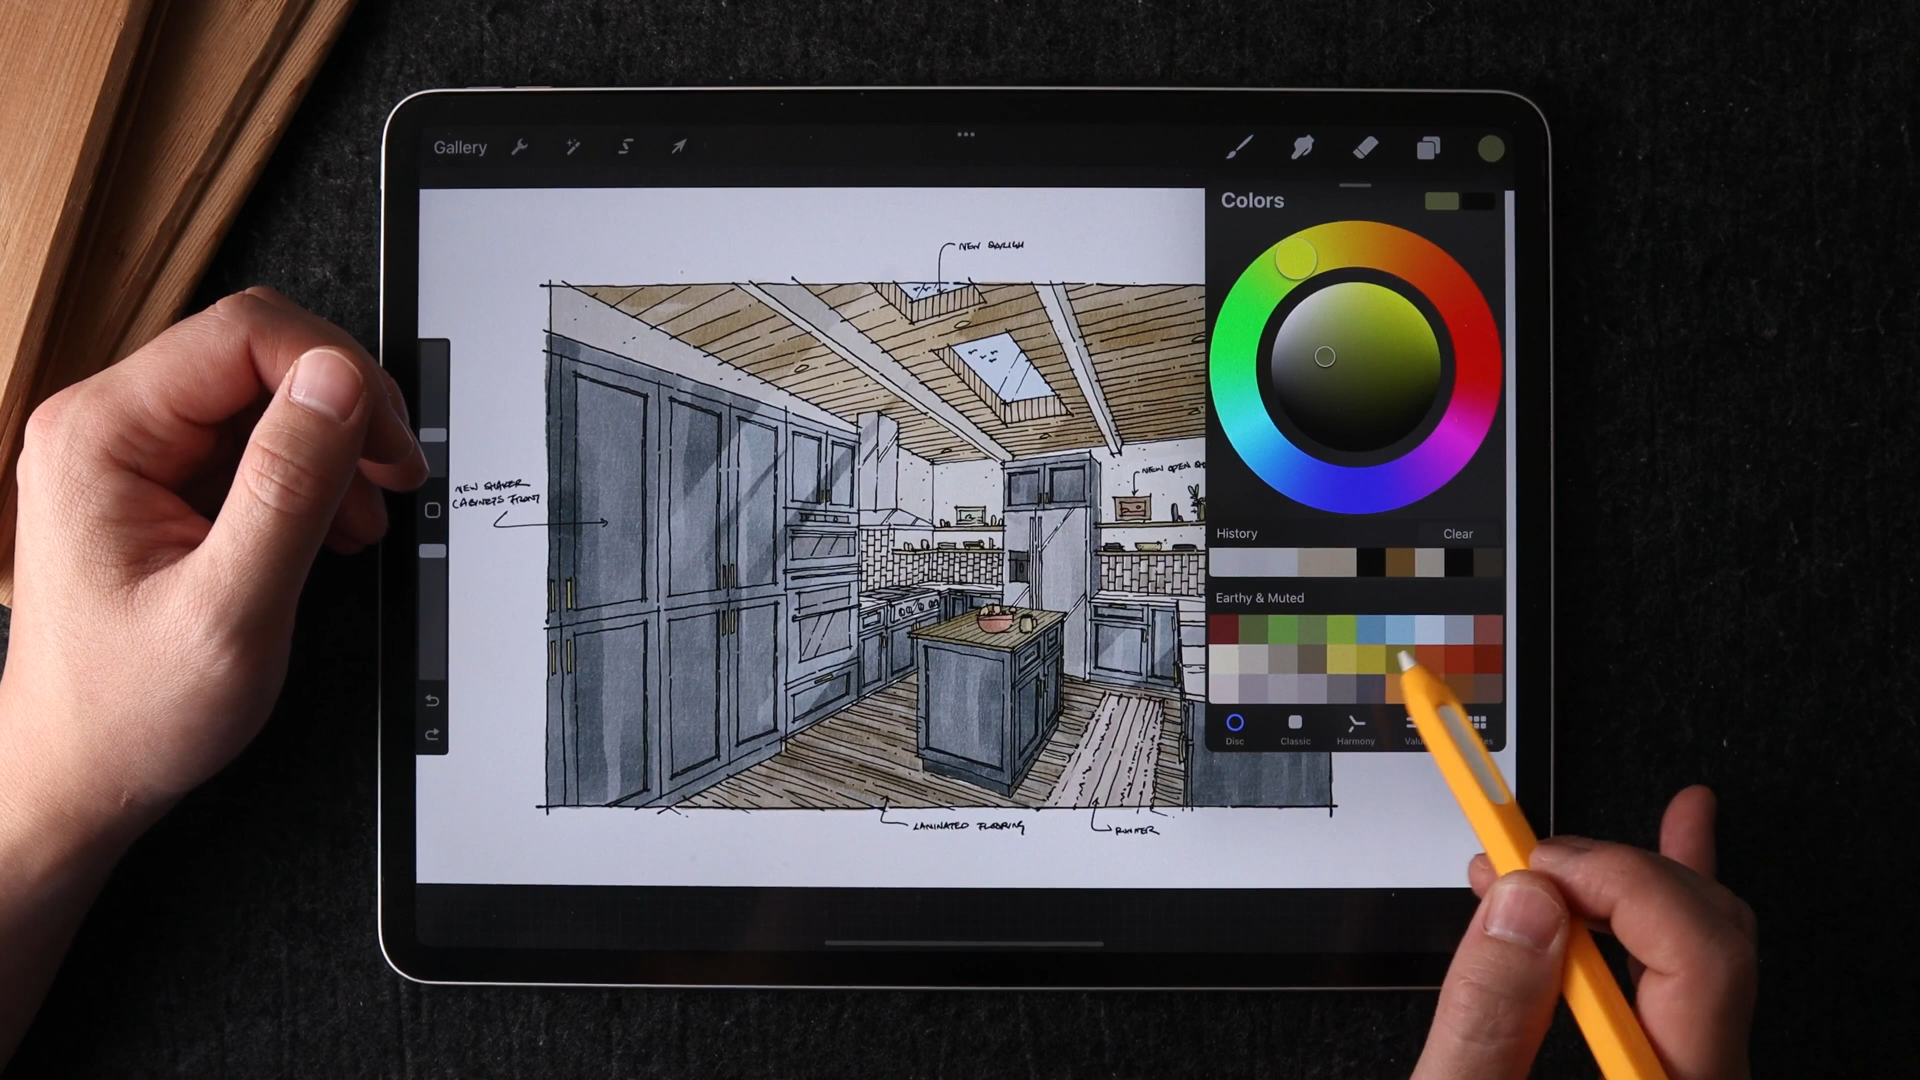 Gallery
Colors
NEW SKYLIGH
NEW SHAKER
CABINETS FRONT
NEW OPEN
History
Clear
Earthy & Muted
Disc
Classic
Harmony
LAMINATED FLOORING
RUNNER